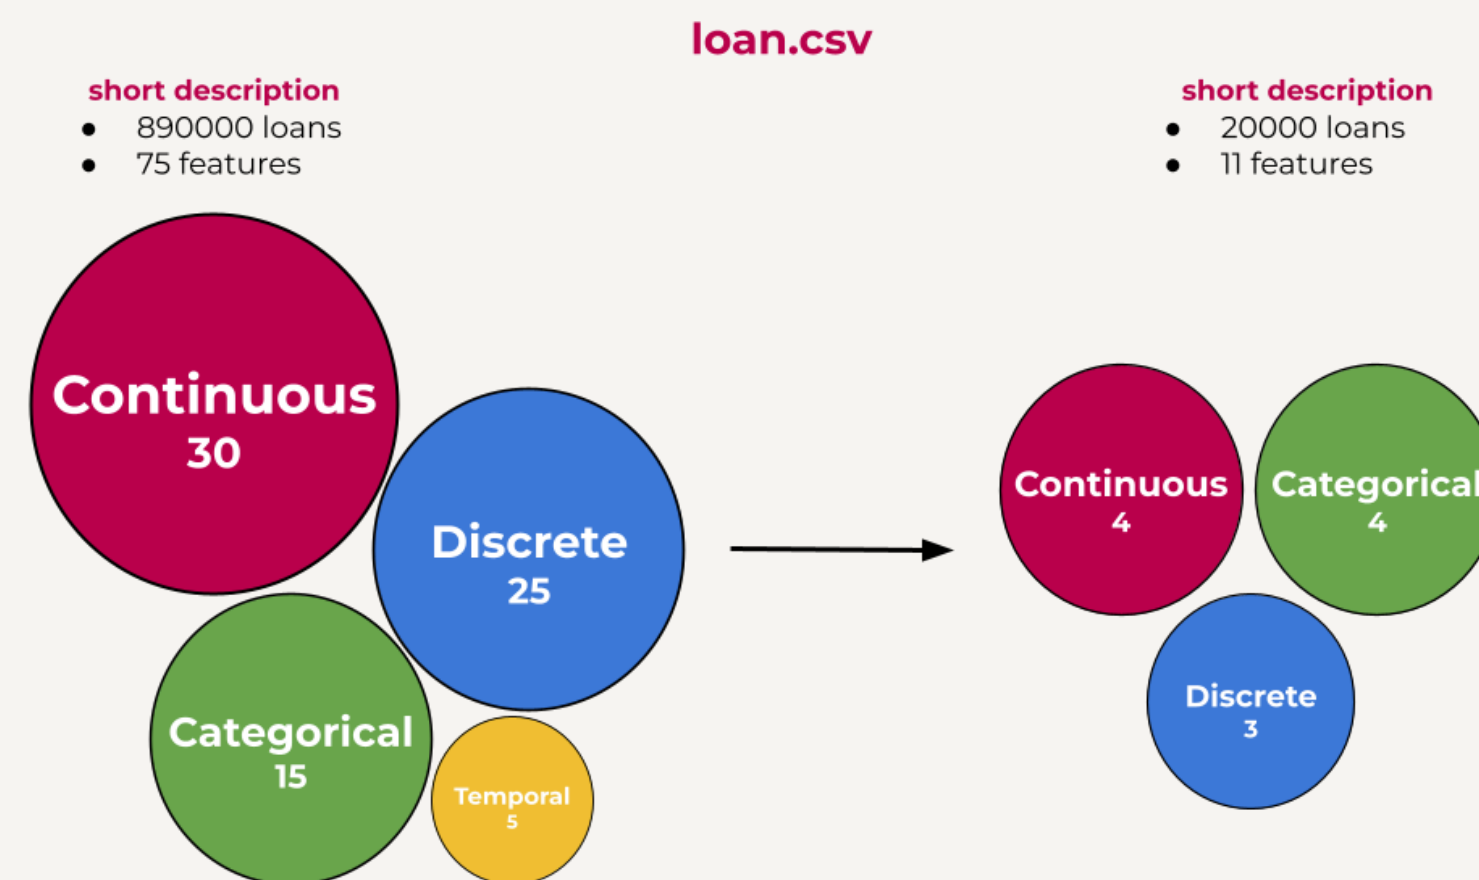 loan.csv
short description
● 890000 loans
● 75 features
Continuous
30
Discrete
25
Categorical
15
Temporal
5
short description
● 20000 loans
● 11 features
Continuous
4
Categorical
4
Discrete
3